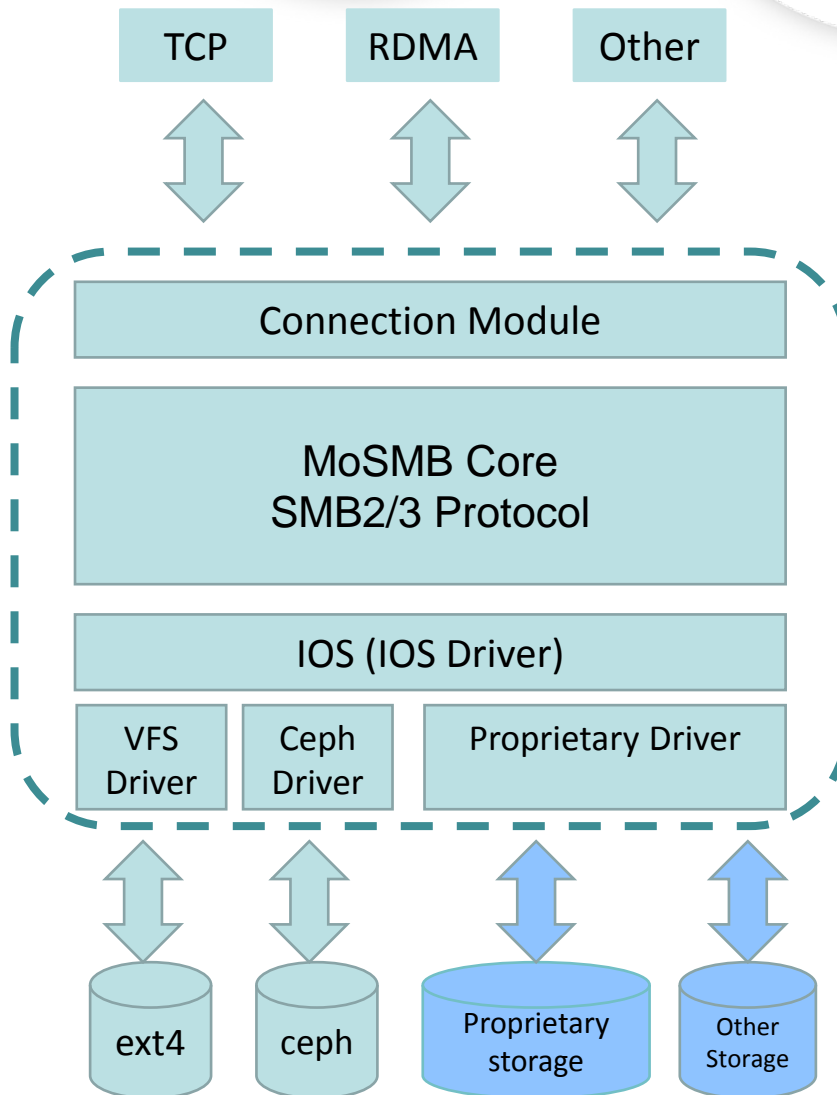 TCP
RDMA
Other
Connection Module
MoSMB Core
SMB2/3 Protocol
IOS (IOS Driver)
VFS
Driver
Ceph
Driver
Proprietary Driver
ext4
ceph
Proprietary
storage
Other
Storage